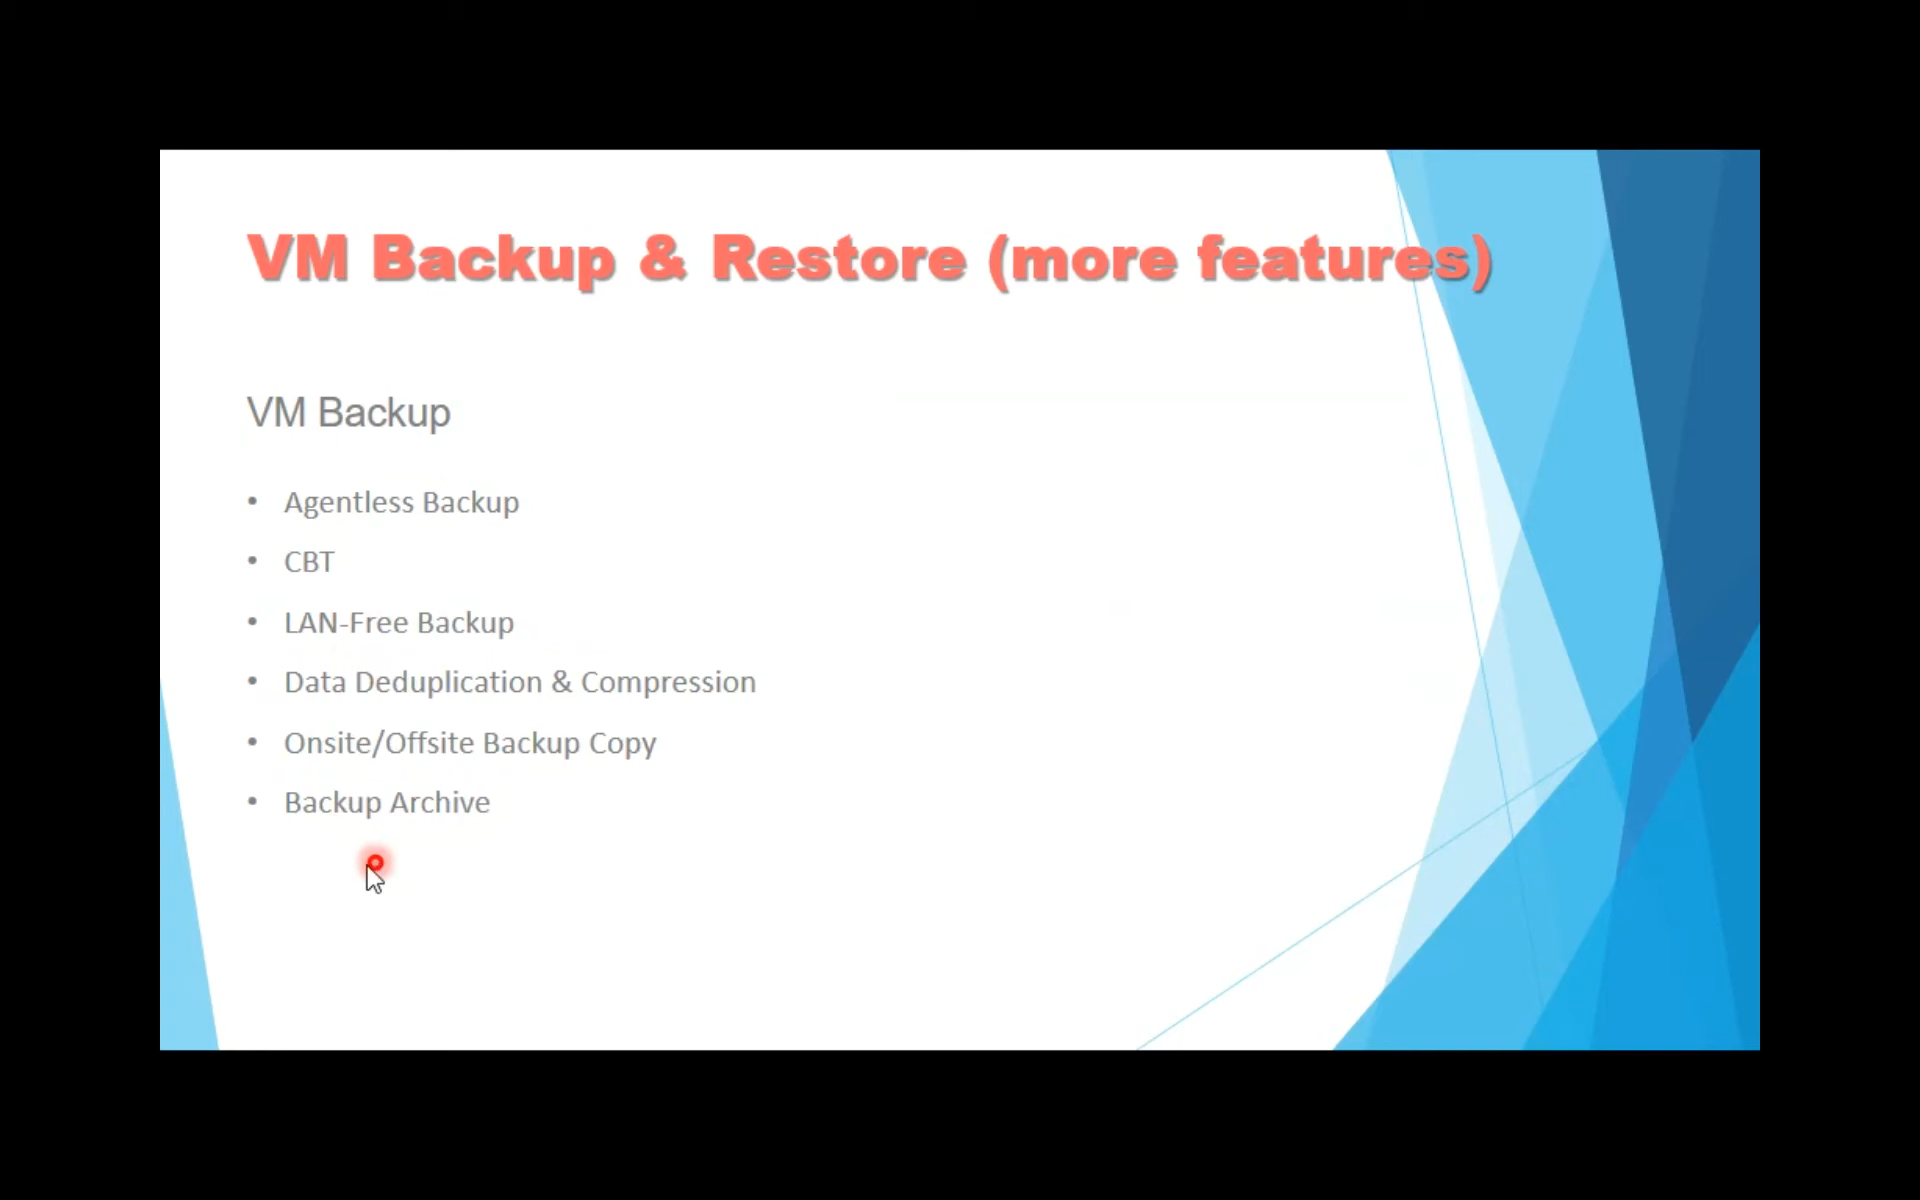 VM Backup & Restore (more features)
VM Backup
• Agentless Backup
• CBT
• LAN-Free Backup
• Data Deduplication & Compression
• Onsite/Offsite Backup Copy
• Backup Archive